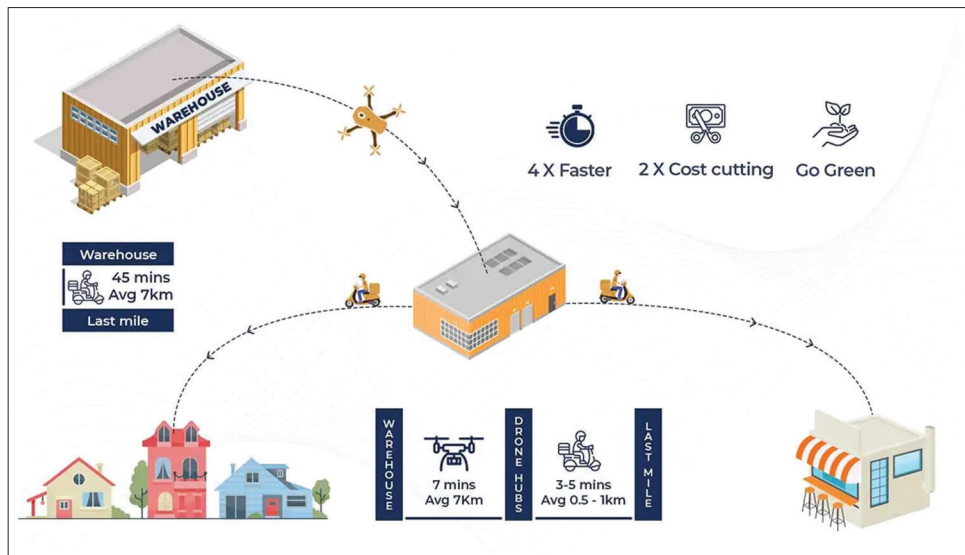 WAREHOUSE
4 X Faster
2 X Cost cutting
Go Green
Warehouse
45 mins
Avg 7km
Last mile
WAREHOUSE
7 mins
Avg 7Km
DRONE HUBS
3-5 mins
Avg 0.5 - 1km
LAST MILE